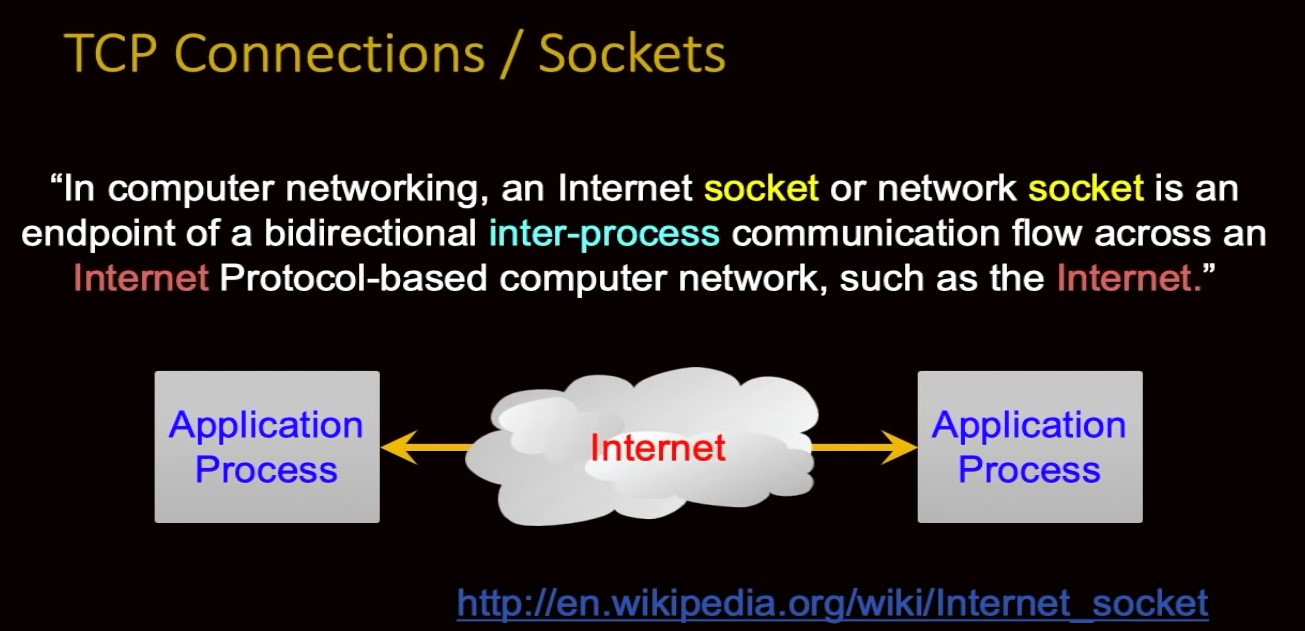 TCP Connections / Sockets
“In computer networking, an Internet socket or network socket is an
endpoint of a bidirectional inter-process communication flow across an
Internet Protocol-based computer network, such as the Internet.”
Application
Process
Internet
Application
Process
http://en.wikipedia.org/wiki/Internet_socket